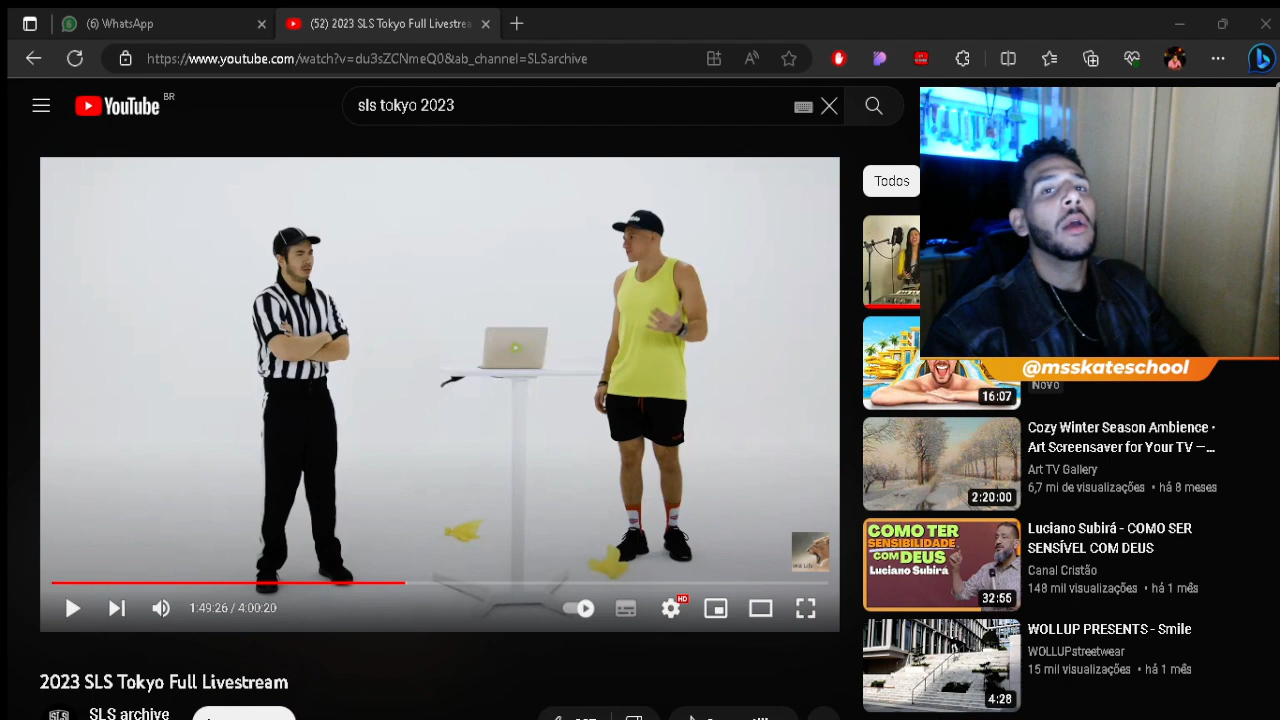 (6) WhatsApp
(52) 2023 SLS Tokyo Full Livestrea
https://www.youtube.com/watch?v=du3sZCNmeQ0&ab_channel=SLSarchive
YouTube BR
sls tokyo 2023
Todos
@msskateschool
Novo
16:07
Cozy Winter Season Ambience •
Art Screensaver for Your TV –...
Art TV Gallery
6,7 mi de visualizações • há 8 meses
2:20:00
COMO TER
SENSIBILIDADE
COM DEUS
Luciano Subirá
32:55
Luciano Subirá - COMO SER
SENSÍVEL COM DEUS
Canal Cristão
148 mil visualizações • há 1 mês
WOLLUP PRESENTS - Smile
WOLLUPstreetwear
15 mil visualizações • há 1 mês
4:28
HD
1:49:26 / 4:00:20
2023 SLS Tokyo Full Livestream
SLS
SLS archive